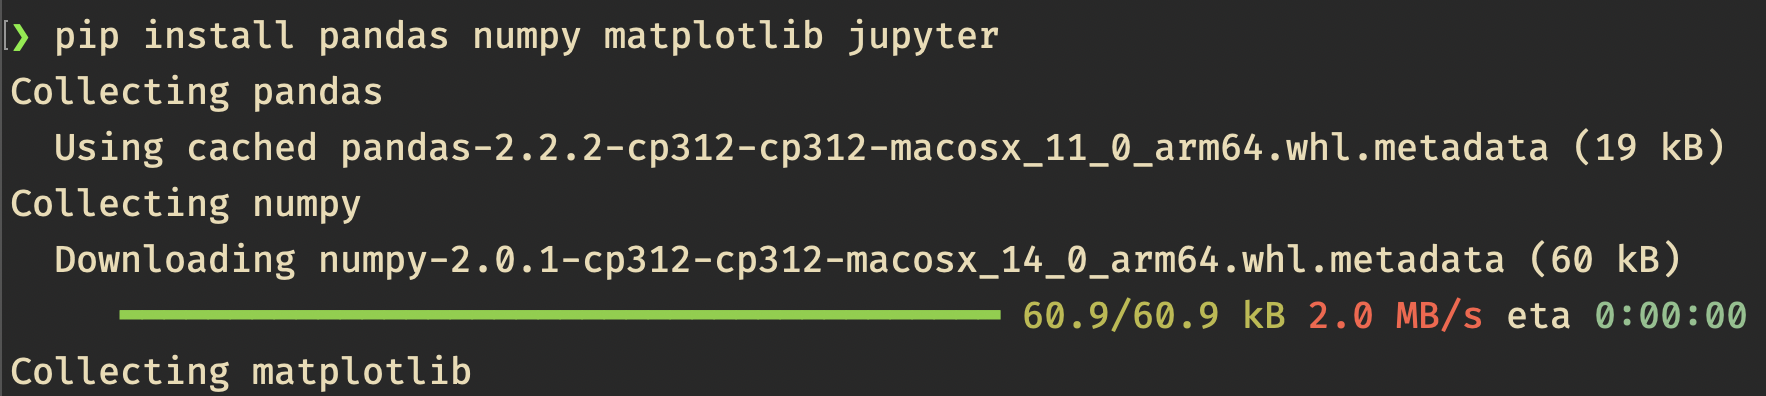 ❯ pip install pandas numpy matplotlib jupyter
Collecting pandas
  Using cached pandas-2.2.2-cp312-cp312-macosx_11_0_arm64.whl.metadata (19 kB)
Collecting numpy
  Downloading numpy-2.0.1-cp312-cp312-macosx_14_0_arm64.whl.metadata (60 kB)
60.9/60.9 kB 2.0 MB/s eta 0:00:00
Collecting matplotlib